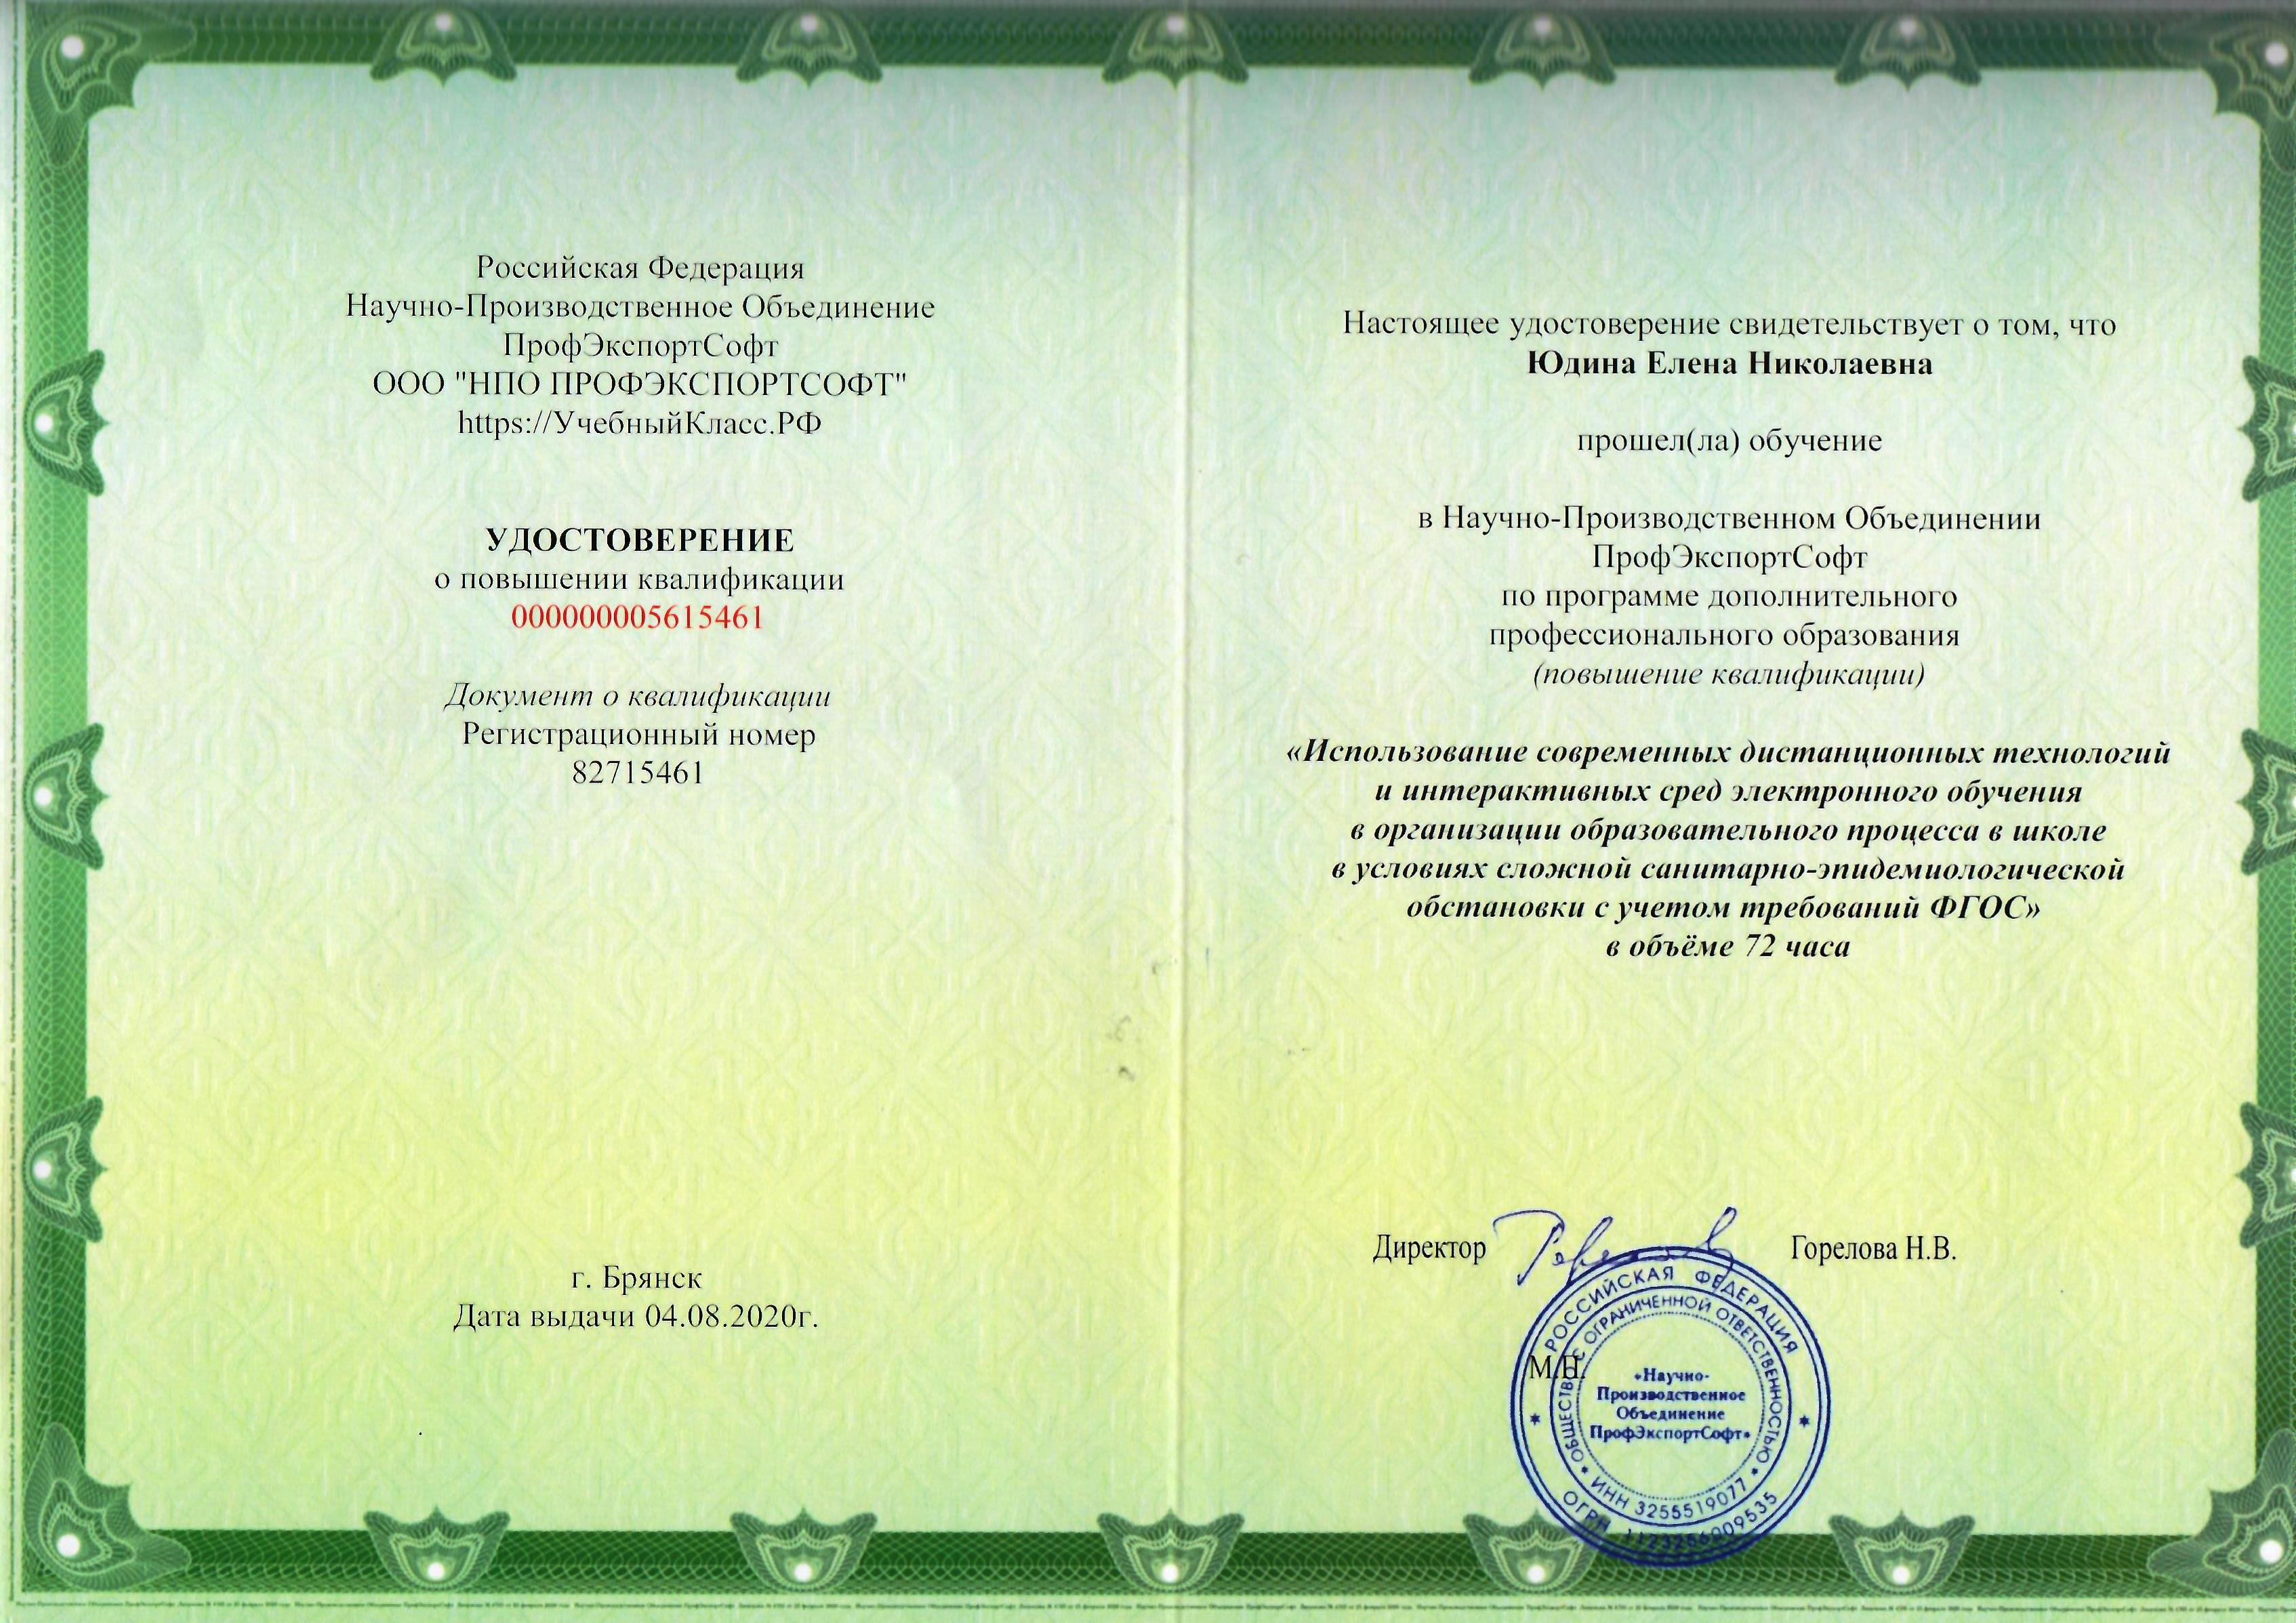 Российская Федерация
Научно-Производственное Объединение
ПрофЭкспортСофт
ООО "НПО ПРОФЭКСПОРТСОФТ"
https://УчебныйКласс.РФ
УДОСТОВЕРЕНИЕ
о повышении квалификации
000000005615461
Документ о квалификации
Регистрационный номер
82715461
г. Брянск
Дата выдачи 04.08.2020г.
Настоящее удостоверение свидетельствует о том, что
Юдина Елена Николаевна
прошел(ла) обучение
в Научно-Производственном Объединении
ПрофЭкспортСофт
по программе дополнительного
профессионального образования
(повышение квалификации)
«Использование современных дистанционных технологий
и интерактивных сред электронного обучения
в организации образовательного процесса в школе
в условиях сложной санитарно-эпидемиологической
обстановки с учетом требований ФГОС»
в объёме 72 часа
Директор
Горелова Н.В.
М.П.
РОССИЙСКАЯ ФЕДЕРАЦИЯ
ОБЩЕСТВО С ОГРАНИЧЕННОЙ ОТВЕТСТВЕННОСТЬЮ
«Научно-
Производственное
Объединение
ПрофЭкспортСофт»
ИНН 3255519077
ОГРН 1123256009535